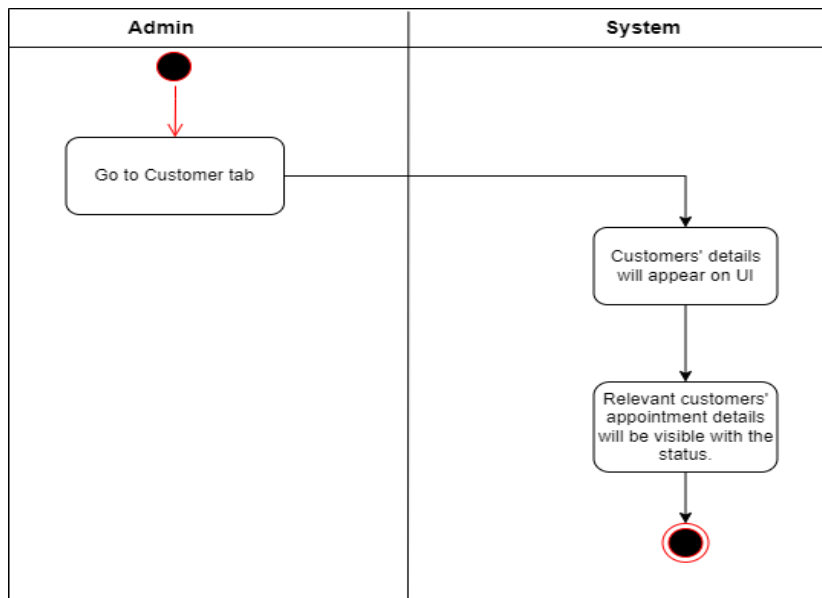 Admin
System
Go to Customer tab
Customers' details
will appear on UI
Relevant customers'
appointment details
will be visible with the
status.